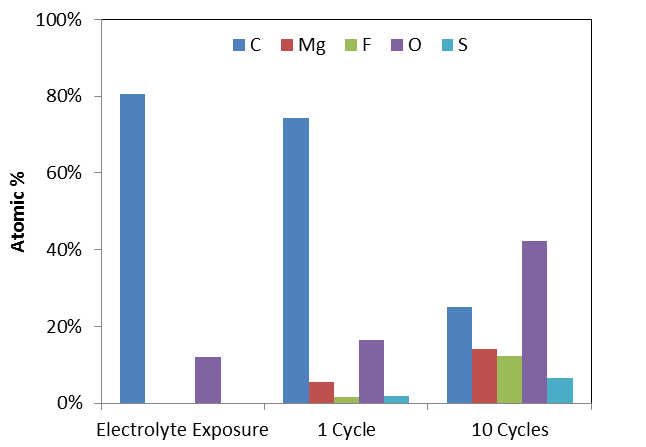 100%
C Mg F O S
80%
60%
Atomic %
40%
20%
0%
Electrolyte Exposure 1 Cycle 10 Cycles